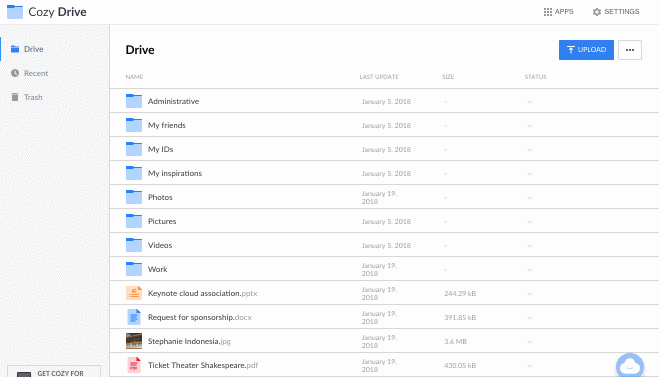 Cozy Drive
APPS
SETTINGS
Drive
Recent
Trash
Drive
UPLOAD
NAME LAST UPDATE SIZE STATUS
Administrative January 5, 2018 - —
My friends January 5, 2018 - —
My IDs January 5, 2018 - —
My inspirations January 5, 2018 - —
Photos January 19, 2018 - —
Pictures January 5, 2018 - —
Videos January 5, 2018 - —
Work January 19, 2018 - —
Keynote cloud association.pptx January 19, 2018 244.29 kB —
Request for sponsorship.docx January 19, 2018 391.85 kB —
Stephanie Indonesia.jpg January 19, 2018 3.6 MB —
Ticket Theater Shakespeare.pdf January 19, 2018 430.05 kB —
GET COZY FOR